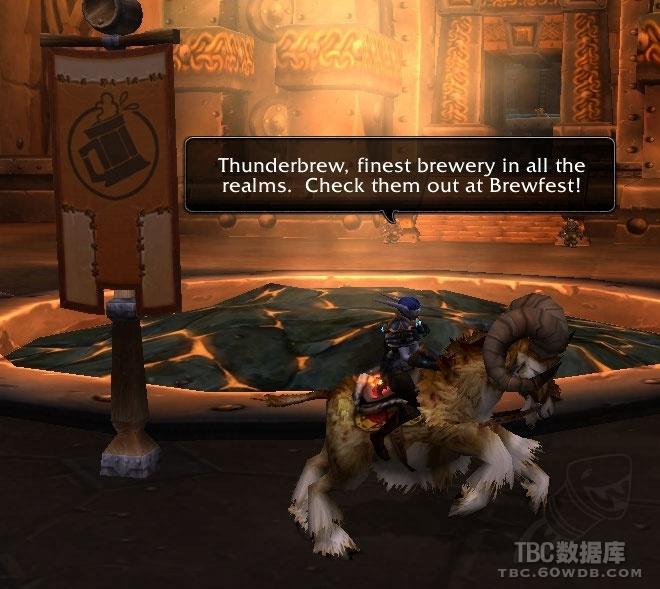 Thunderbrew, finest brewery in all the
realms.  Check them out at Brewfest!
TBC数据库
TBC.60WDB.COM